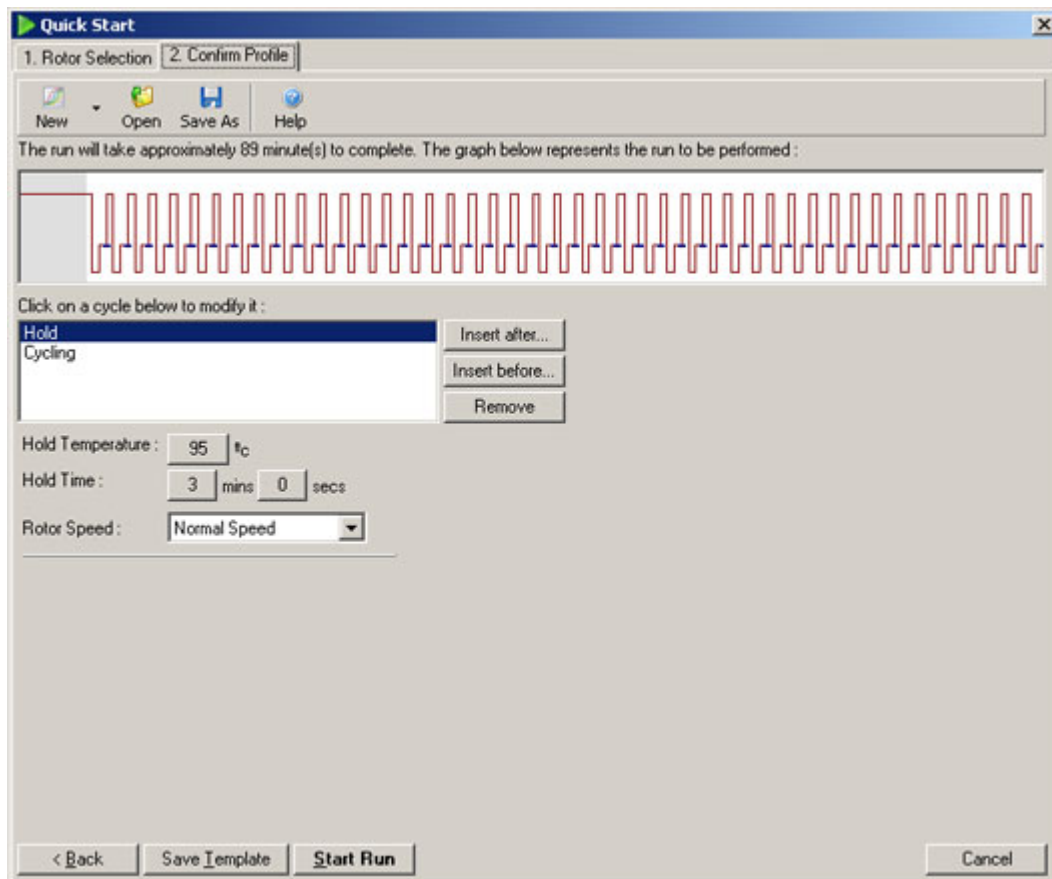 Quick Start
1. Rotor Selection 2. Confirm Profile
New Open Save As Help
The run will take approximately 89 minute(s) to complete. The graph below represents the run to be performed :
Click on a cycle below to modify it :
Hold
Cycling
Insert after...
Insert before...
Remove
Hold Temperature : 95 ºc
Hold Time : 3 mins 0 secs
Rotor Speed : Normal Speed
< Back Save Template Start Run Cancel